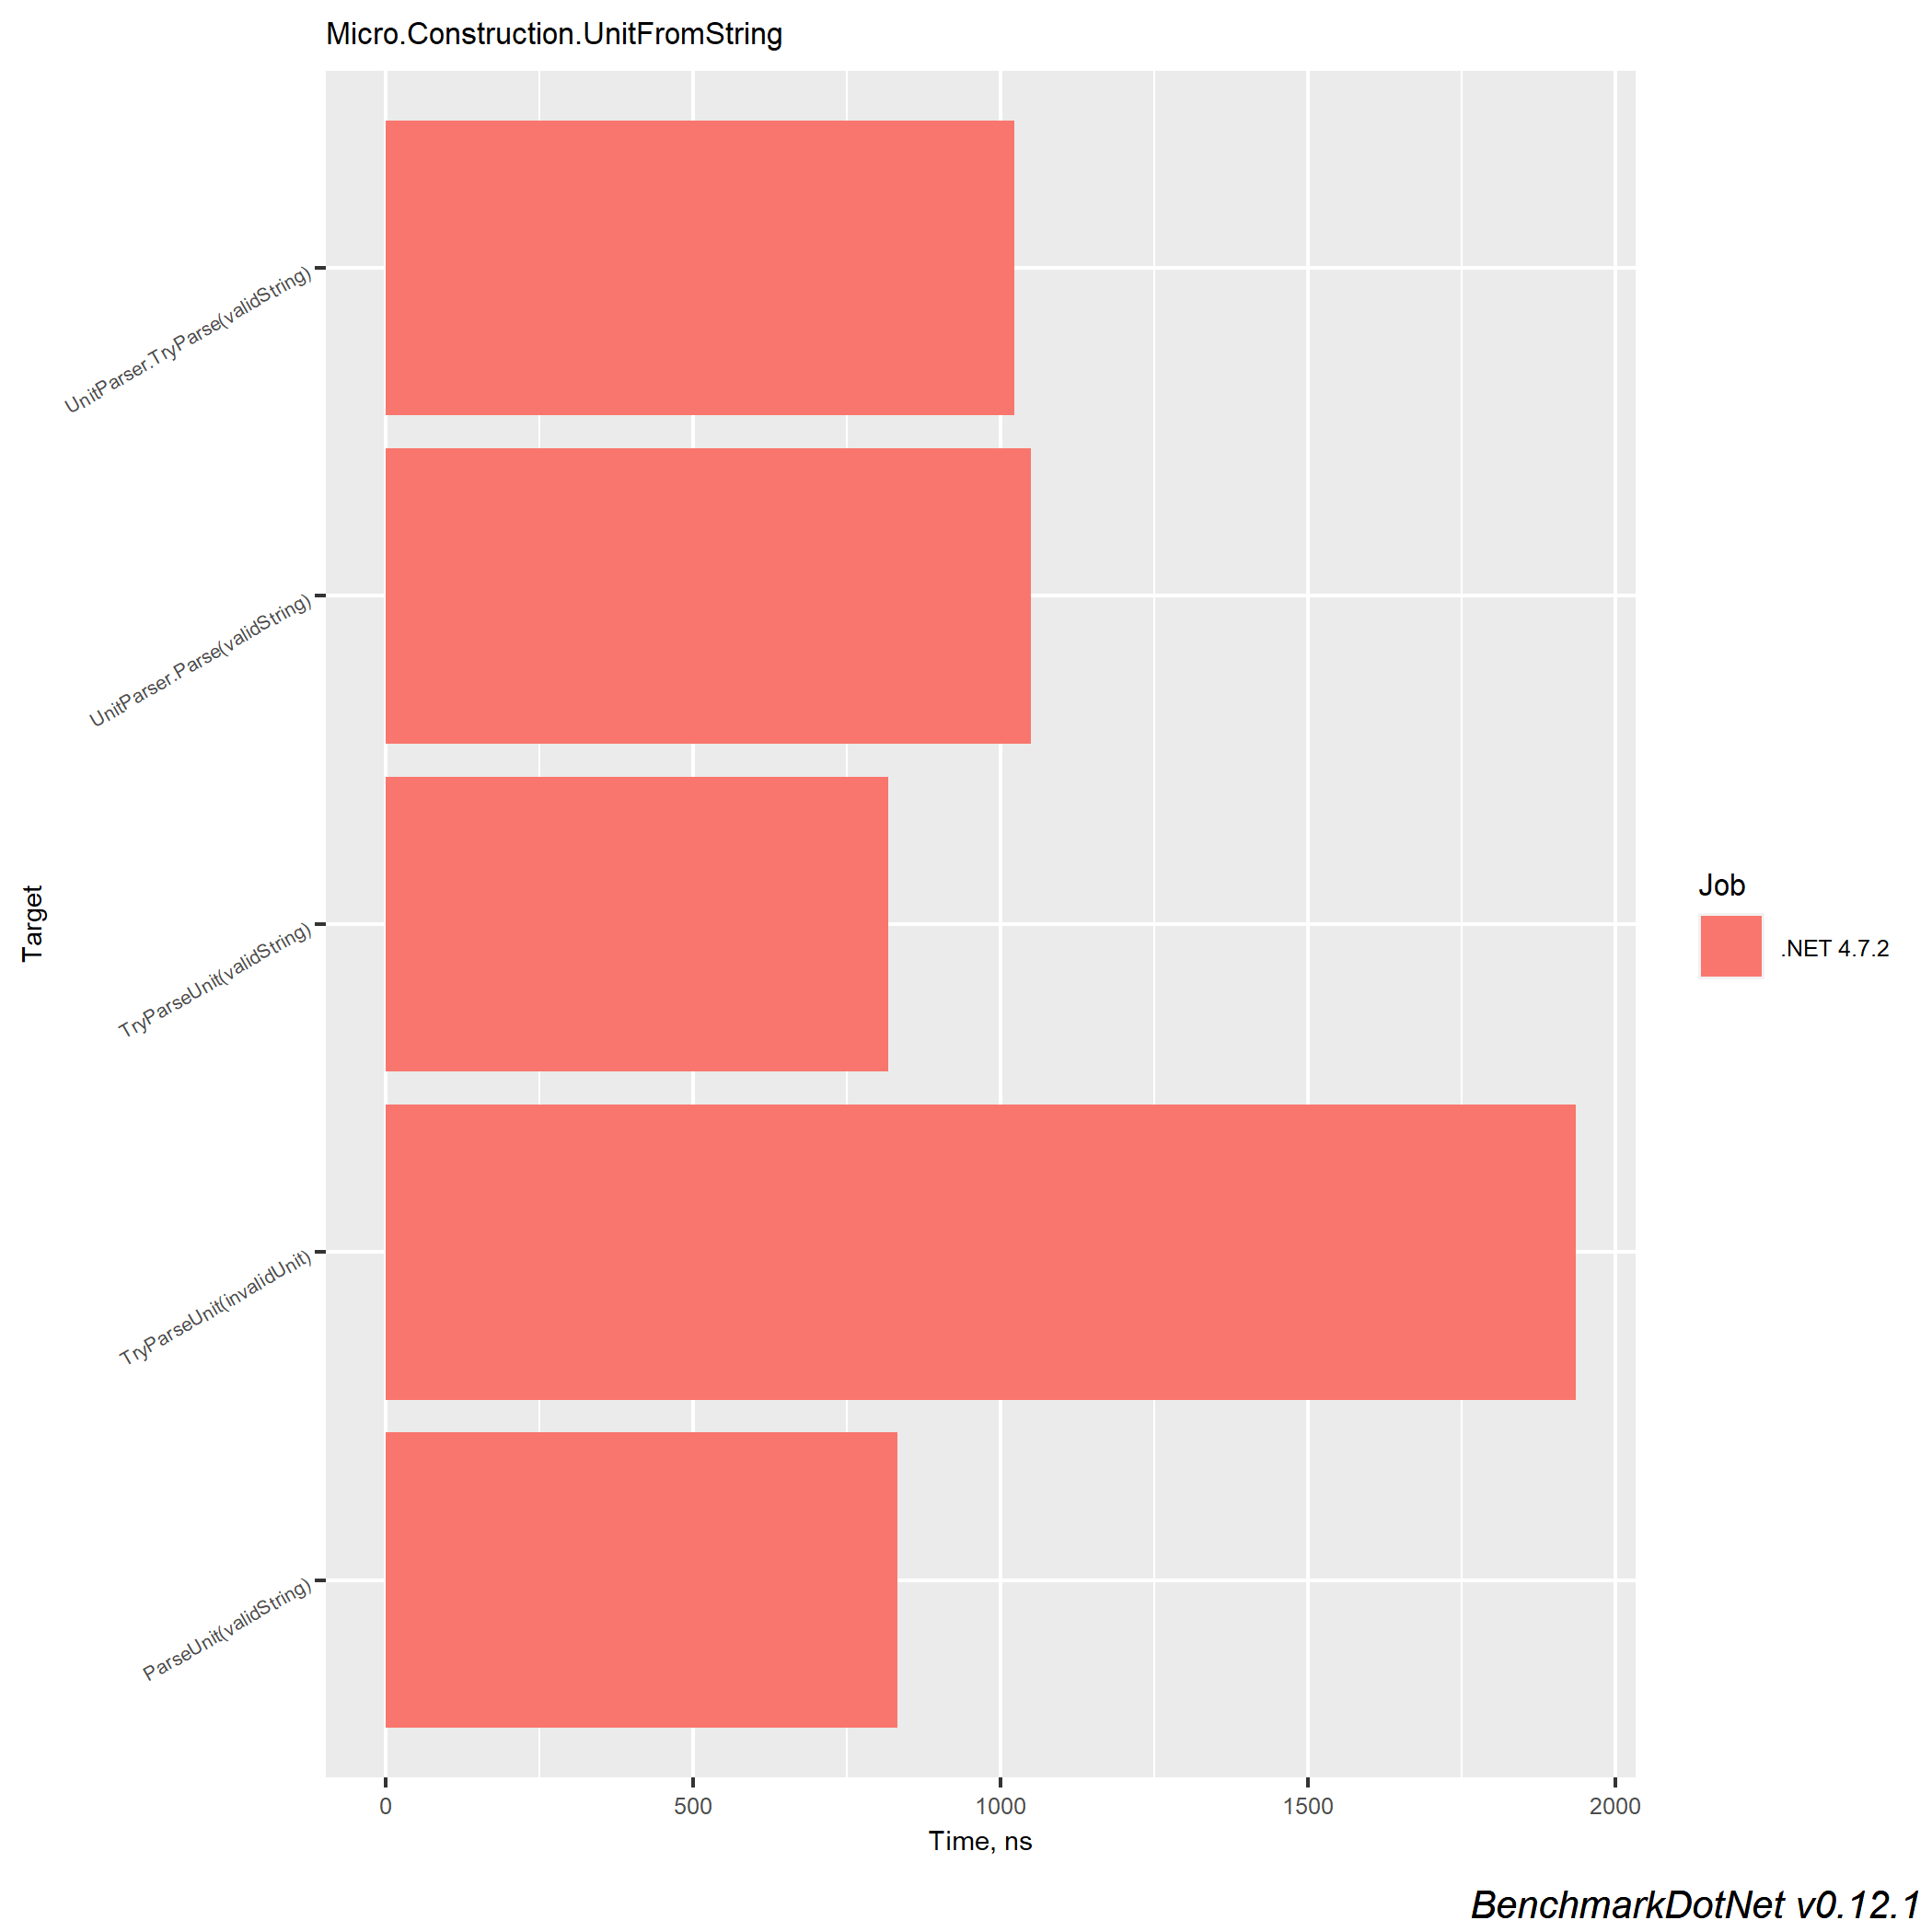 Micro.Construction.UnitFromString
UnitParser.TryParse(validString)
UnitParser.Parse(validString)
TryParseUnit(validString)
TryParseUnit(invalidUnit)
ParseUnit(validString)
Target
0
500
1000
1500
2000
Time, ns
Job
.NET 4.7.2
BenchmarkDotNet v0.12.1